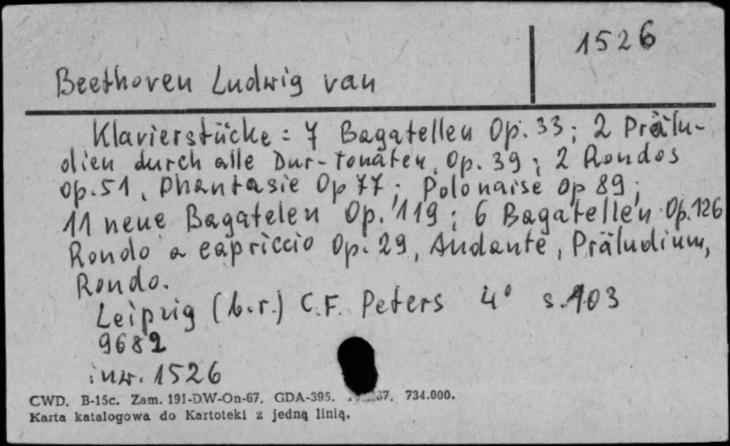 1526
Beethoven Ludwig van
Klavierstücke = 7 Bagatellen Op. 33; 2 Prälu-
dien durch alle Dur-tonaten, Op. 39; 2 Rondos
Op. 51, Phantasie Op 77; Polonaise Op 89;
11 neue Bagatelen Op. 119; 6 Bagatellen Op. 126
Rondo a capriccio Op. 29, Andante, Präludium,
Rondo.
Leipzig (b.r.) C.F. Peters 4° s. 103
9682
inw. 1526
CWD. B-15c. Zam. 191-DW-On-67. GDA-395. 67. 734.000.
Karta katalogowa do Kartoteki z jedną linią.